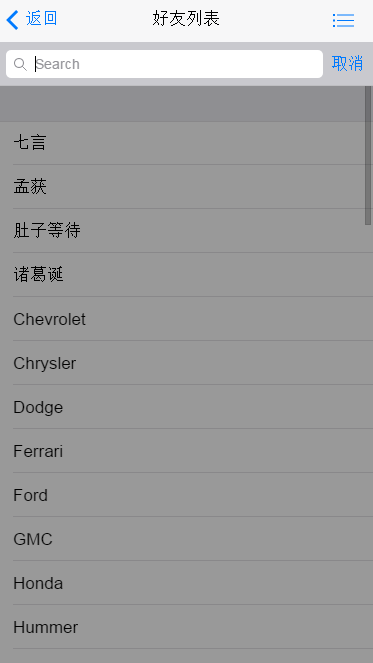 返回 好友列表
Search 取消
七言
孟获
肚子等待
诸葛诞
Chevrolet
Chrysler
Dodge
Ferrari
Ford
GMC
Honda
Hummer